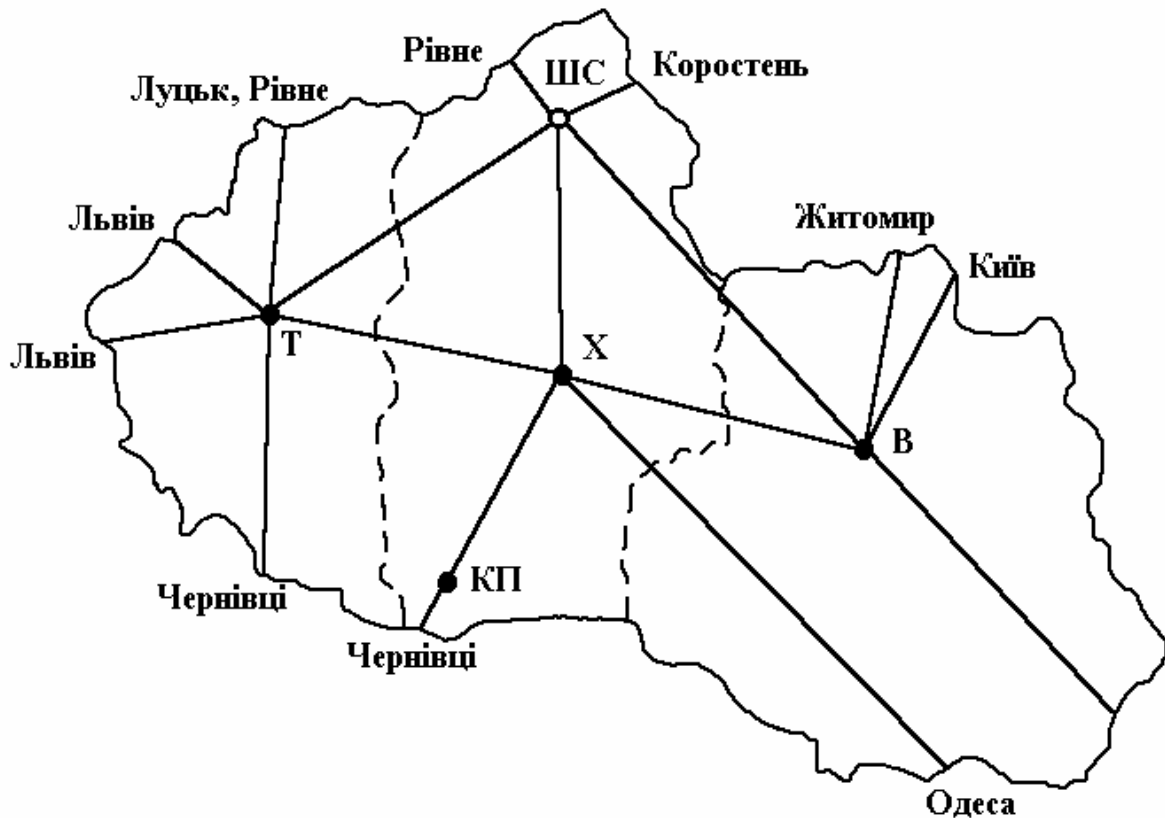 Рівне
ШС
Коростень
Луцьк, Рівне
Житомир
Львів
Київ
Т
Х
Львів
В
КП
Чернівці
Чернівці
Одеса